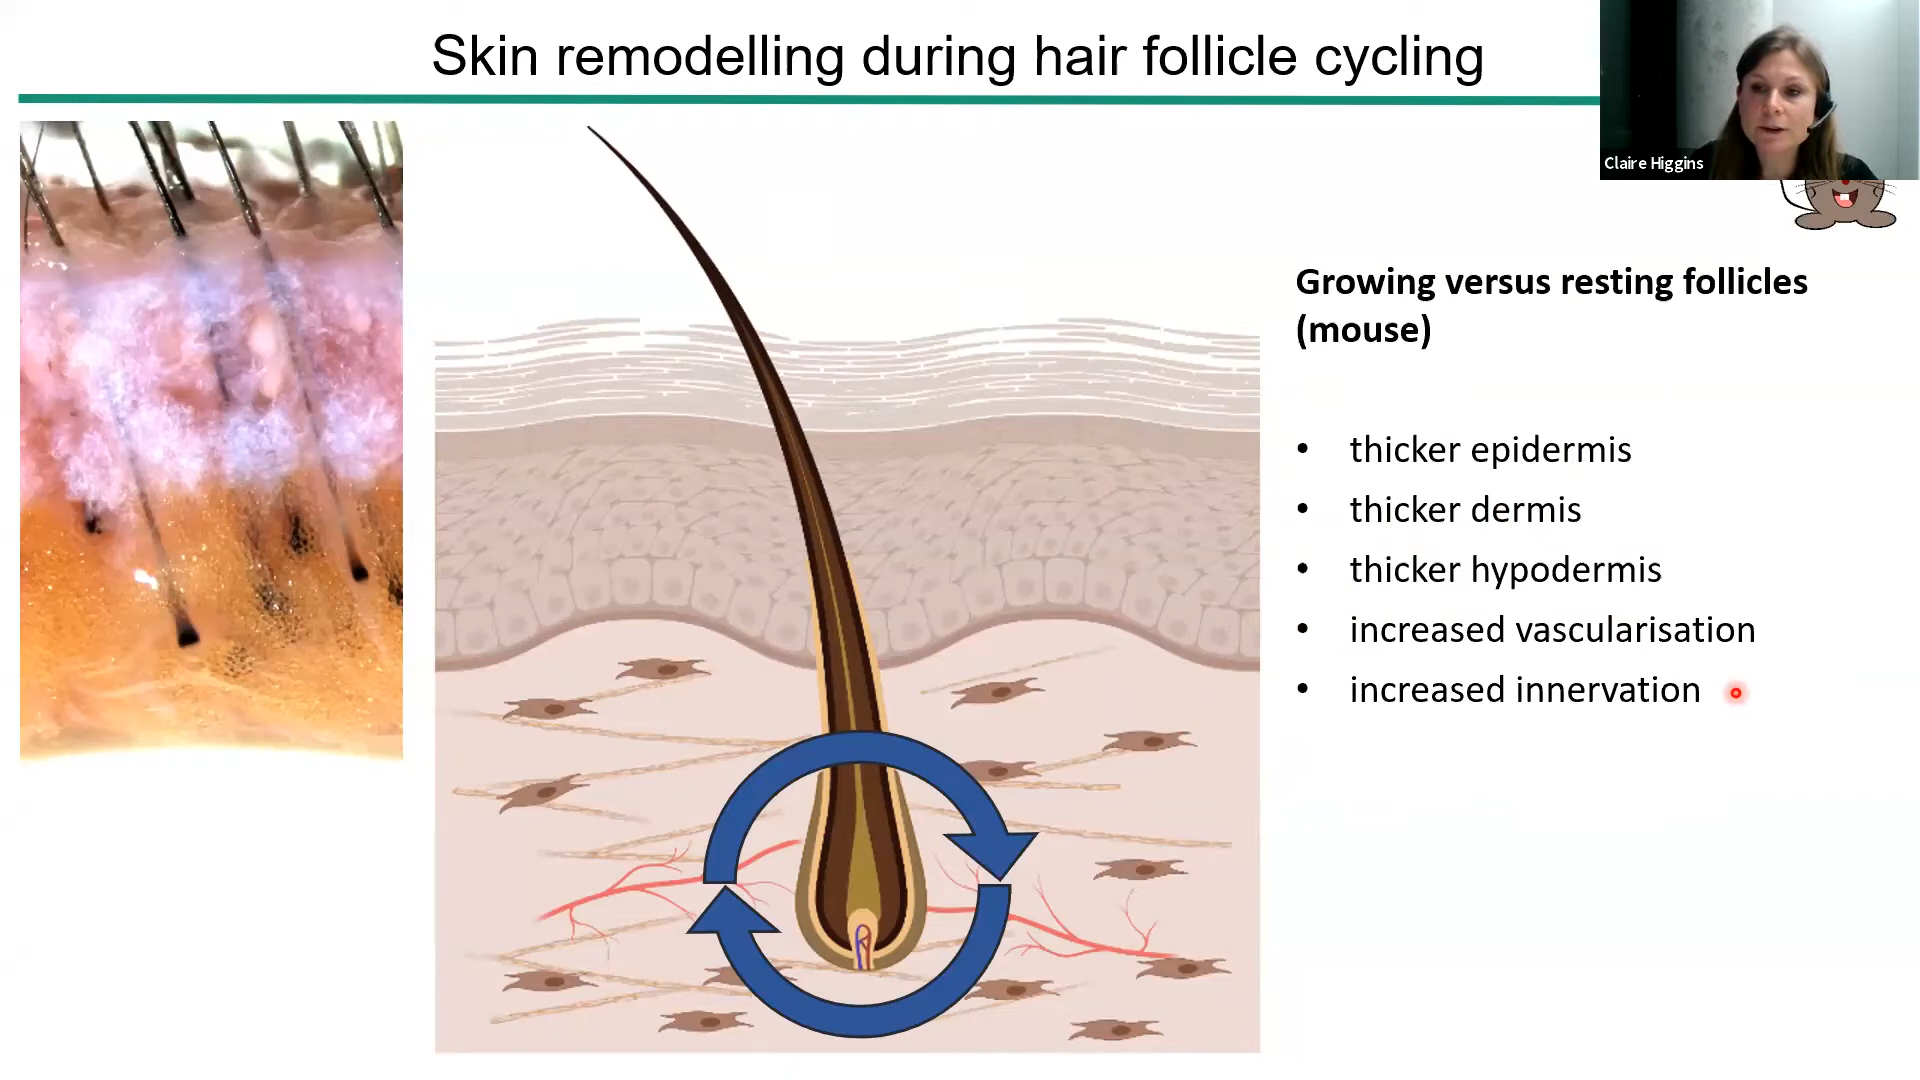 Skin remodelling during hair follicle cycling
Claire Higgins
Growing versus resting follicles
(mouse)
• thicker epidermis
• thicker dermis
• thicker hypodermis
• increased vascularisation
• increased innervation